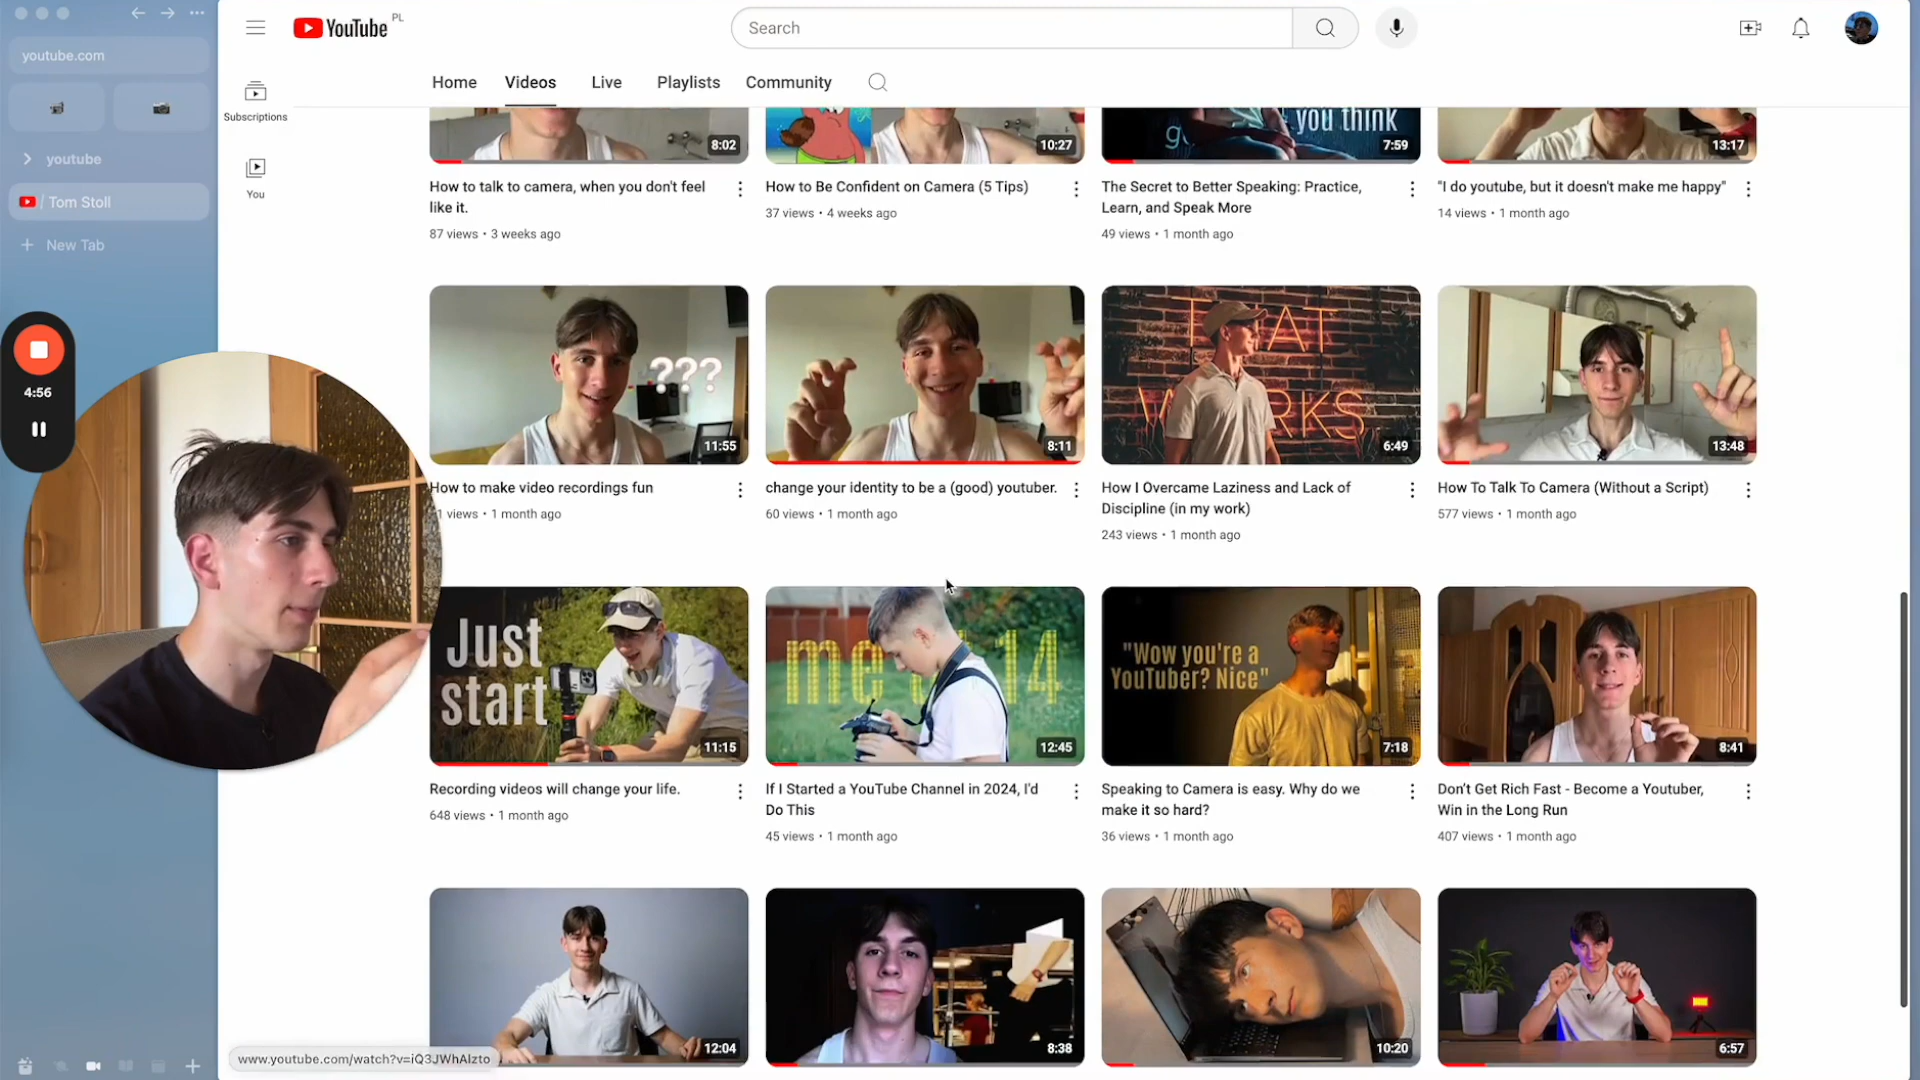 youtube.com
youtube
/ Tom Stoll
New Tab
4:56
YouTube PL
Search
Subscriptions
You
Home Videos Live Playlists Community
you think
8:02
10:27
7:59
13:17
How to talk to camera, when you don't feel
like it.
87 views • 3 weeks ago
How to Be Confident on Camera (5 Tips)
37 views • 4 weeks ago
The Secret to Better Speaking: Practice,
Learn, and Speak More
49 views • 1 month ago
"I do youtube, but it doesn't make me happy"
14 views • 1 month ago
???
11:55
8:11
EAT
WORKS
6:49
13:48
How to make video recordings fun
1 views • 1 month ago
change your identity to be a (good) youtuber.
60 views • 1 month ago
How I Overcame Laziness and Lack of
Discipline (in my work)
243 views • 1 month ago
How To Talk To Camera (Without a Script)
577 views • 1 month ago
Just
start
11:15
me 14
12:45
"Wow you're a
YouTuber? Nice"
7:18
8:41
Recording videos will change your life.
648 views • 1 month ago
If I Started a YouTube Channel in 2024, I'd
Do This
45 views • 1 month ago
Speaking to Camera is easy. Why do we
make it so hard?
36 views • 1 month ago
Don't Get Rich Fast - Become a Youtuber,
Win in the Long Run
407 views • 1 month ago
12:04
8:38
10:20
6:57
www.youtube.com/watch?v=iQ3JWhAlzto